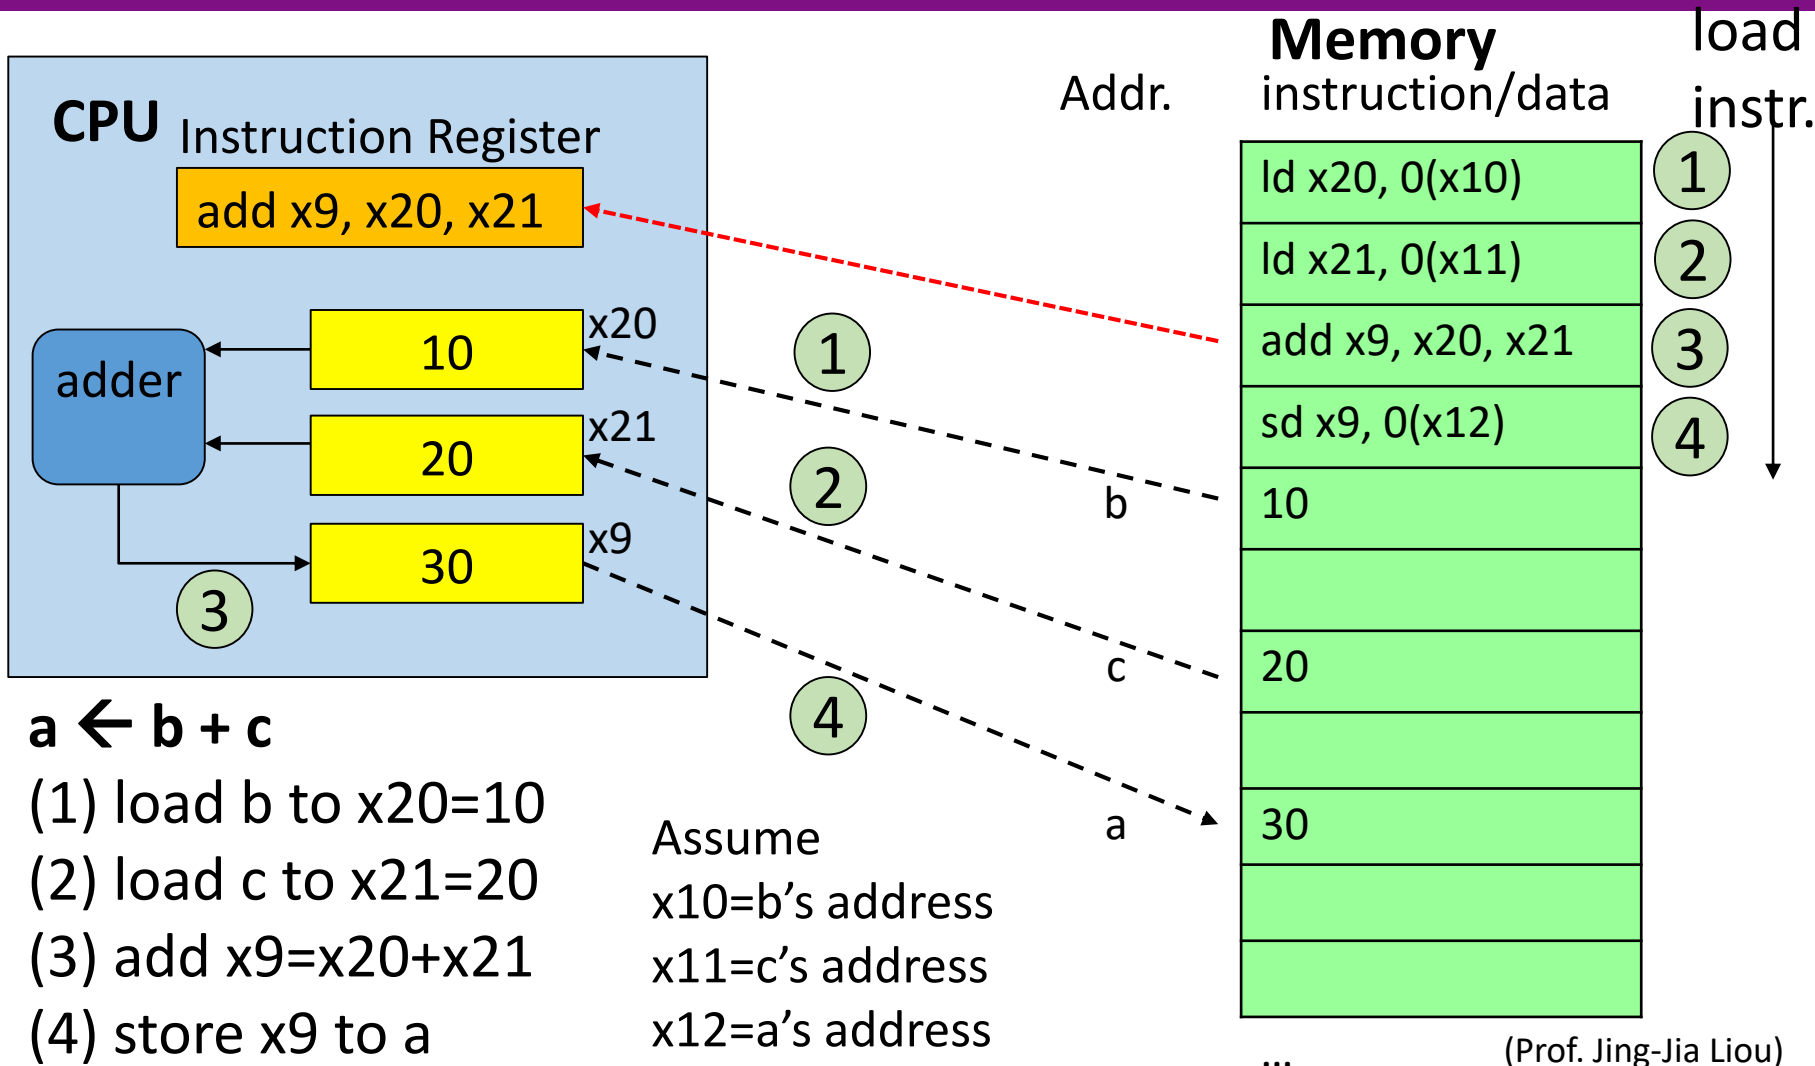 Memory
load
Addr.
instruction/data
instr.
CPU
Instruction Register
add x9, x20, x21
ld x20, 0(x10)
1
ld x21, 0(x11)
2
add x9, x20, x21
3
sd x9, 0(x12)
4
x20
10
1
adder
x21
20
2
b
10
x9
30
3
c
20
4
a
30
a ← b + c
(1) load b to x20=10
(2) load c to x21=20
(3) add x9=x20+x21
(4) store x9 to a
Assume
x10=b’s address
x11=c’s address
x12=a’s address
...
(Prof. Jing-Jia Liou)